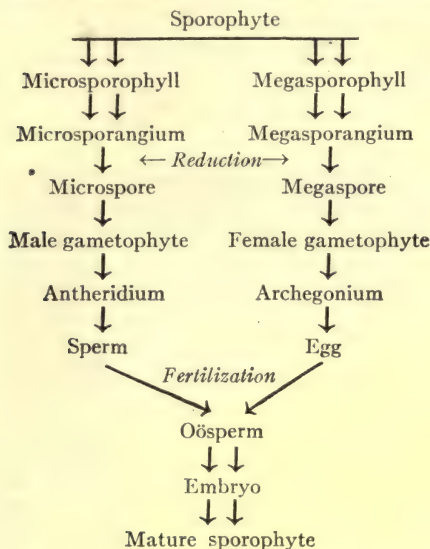 Sporophyte
Microsporophyll Megasporophyll
Microsporangium Megasporangium
← Reduction →
Microspore Megaspore
Male gametophyte Female gametophyte
Antheridium Archegonium
Sperm Egg
Fertilization
Oösperm
Embryo
Mature sporophyte